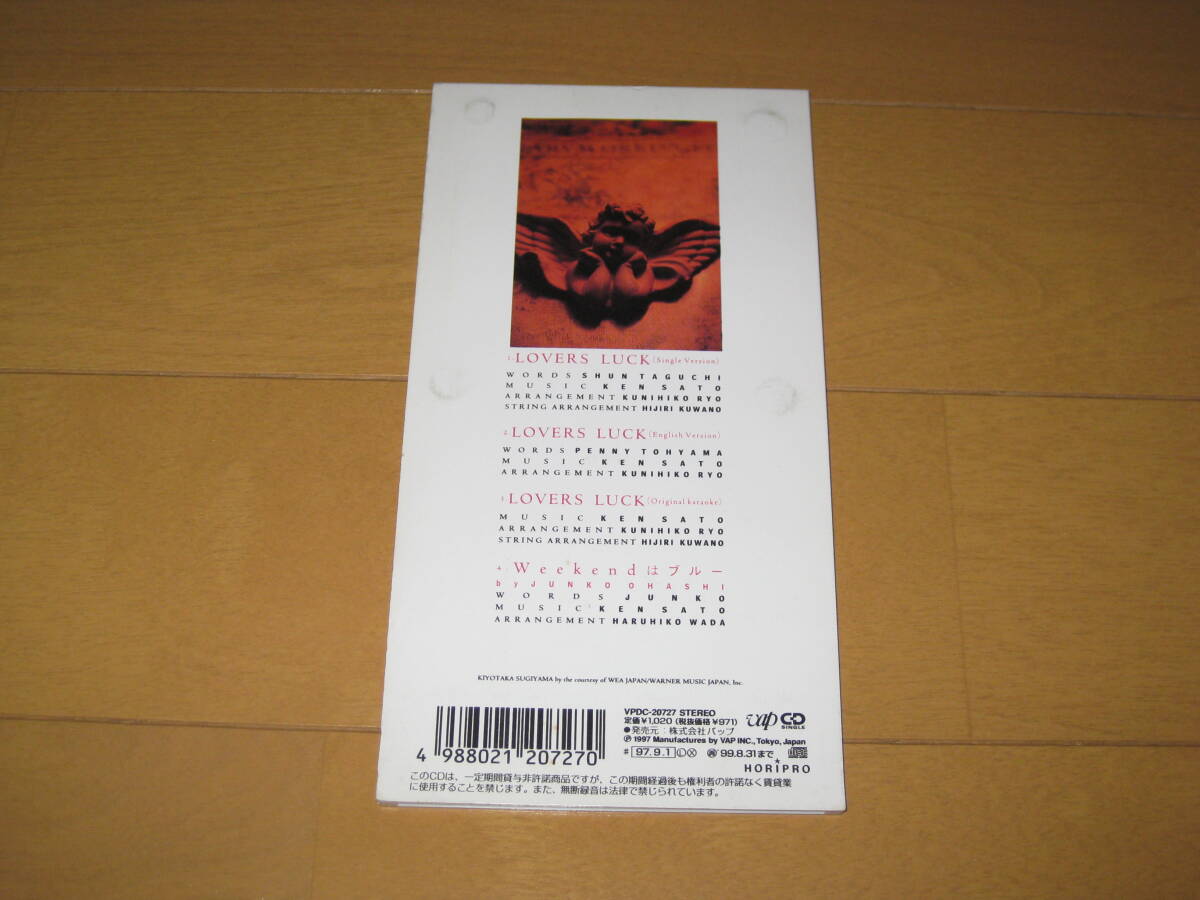 1. LOVERS LUCK (Single Version)
WORDS SHUN TAGUCHI
MUSIC KEN SATO
ARRANGEMENT KUNIHIKO RYO
STRING ARRANGEMENT HIJIRI KUWANO
2. LOVERS LUCK (English Version)
WORDS PENNY TOHYAMA
MUSIC KEN SATO
ARRANGEMENT KUNIHIKO RYO
3. LOVERS LUCK (Original karaoke)
MUSIC KEN SATO
ARRANGEMENT KUNIHIKO RYO
STRING ARRANGEMENT HIJIRI KUWANO
4. Weekendはブルー
by JUNKO OHASHI
WORDS JUNKO
MUSIC KEN SATO
ARRANGEMENT HARUHIKO WADA
KIYOTAKA SUGIYAMA by the courtesy of WEA JAPAN/WARNER MUSIC JAPAN, Inc.
VPDC-20727 STEREO
定価¥1,020 (税抜価格¥971)
●発売元:株式会社バップ
Ⓟ1997 Manufactures by VAP INC., Tokyo, Japan
# 97.9.1 Ⓛ Ⓧ '99.8.31まで
vap CD SINGLE
HORIPRO
4 988021 207270
このCDは、一定期間貸与非許諾商品ですが、この期間経過後も権利者の許諾なく賃貸業
に使用することを禁じます。また、無断録音は法律で禁じられています。